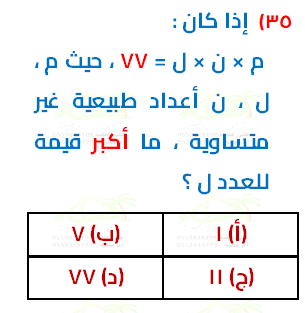 ٣٥) إذا كان :
م × ن × ل = ٧٧ ، حيث م ،
ل ، ن أعداد طبيعية غير
متساوية ، ما أكبر قيمة
للعدد ل ؟
(أ) ١ (ب) ٧
(ج) ١١ (د) ٧٧